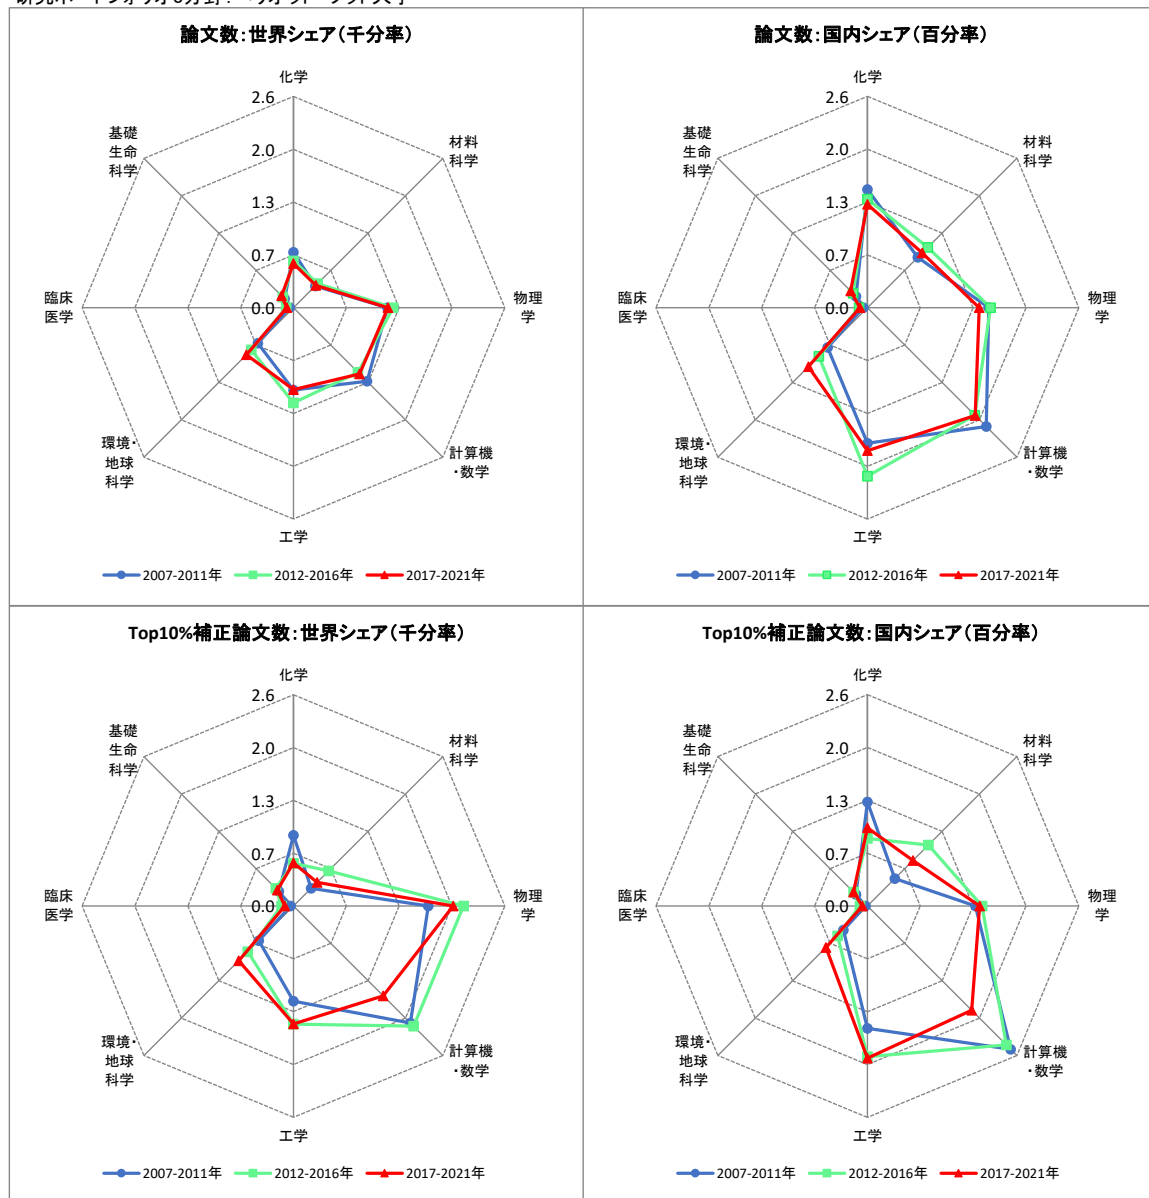 論文数：世界シェア（千分率）
化学
2.6
2.0
1.3
0.7
0.0
材料
科学
物理
学
計算機
・数学
工学
環境・
地球
科学
臨床
医学
基礎
生命
科学
2007-2011年 2012-2016年 2017-2021年
論文数：国内シェア（百分率）
化学
2.6
2.0
1.3
0.7
0.0
材料
科学
物理
学
計算機
・数学
工学
環境・
地球
科学
臨床
医学
基礎
生命
科学
2007-2011年 2012-2016年 2017-2021年
Top10%補正論文数：世界シェア（千分率）
化学
2.6
2.0
1.3
0.7
0.0
材料
科学
物理
学
計算機
・数学
工学
環境・
地球
科学
臨床
医学
基礎
生命
科学
2007-2011年 2012-2016年 2017-2021年
Top10%補正論文数：国内シェア（百分率）
化学
2.6
2.0
1.3
0.7
0.0
材料
科学
物理
学
計算機
・数学
工学
環境・
地球
科学
臨床
医学
基礎
生命
科学
2007-2011年 2012-2016年 2017-2021年